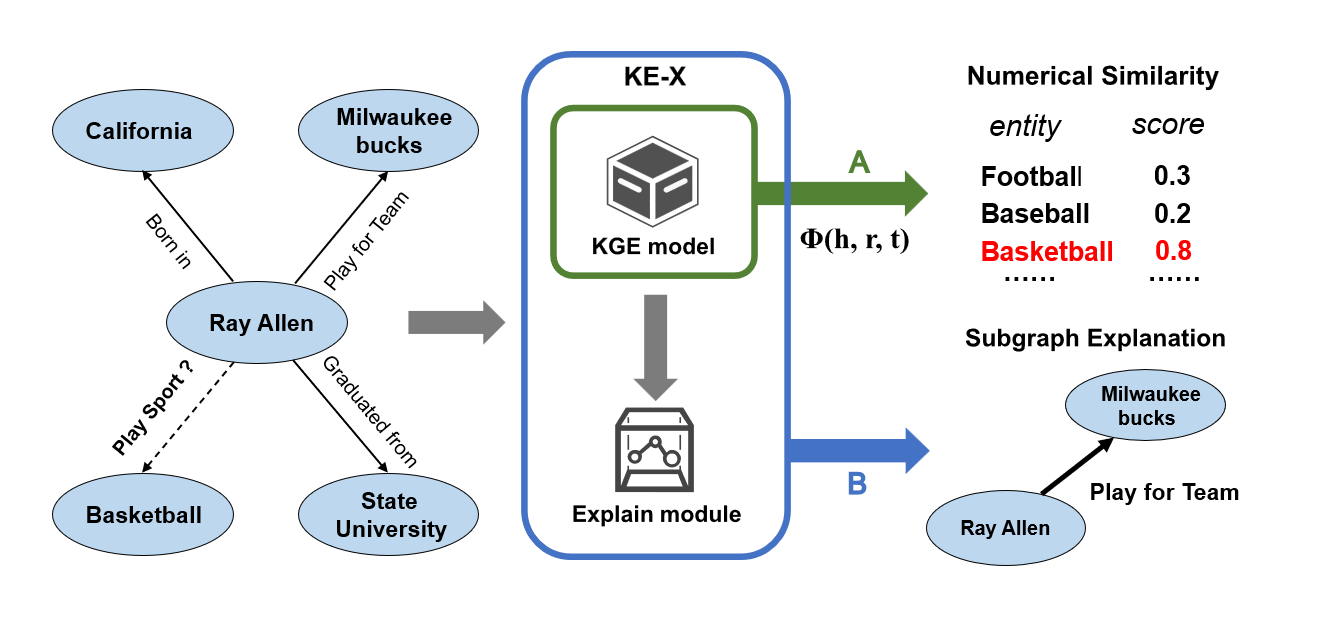 California
Milwaukee
bucks
Born in
Play for Team
Ray Allen
Play Sport ?
Graduated from
Basketball
State
University
KE-X
KGE model
Explain module
A
Φ(h, r, t)
B
Numerical Similarity
entity score
Football 0.3
Baseball 0.2
Basketball 0.8
...... ......
Subgraph Explanation
Milwaukee
bucks
Play for Team
Ray Allen